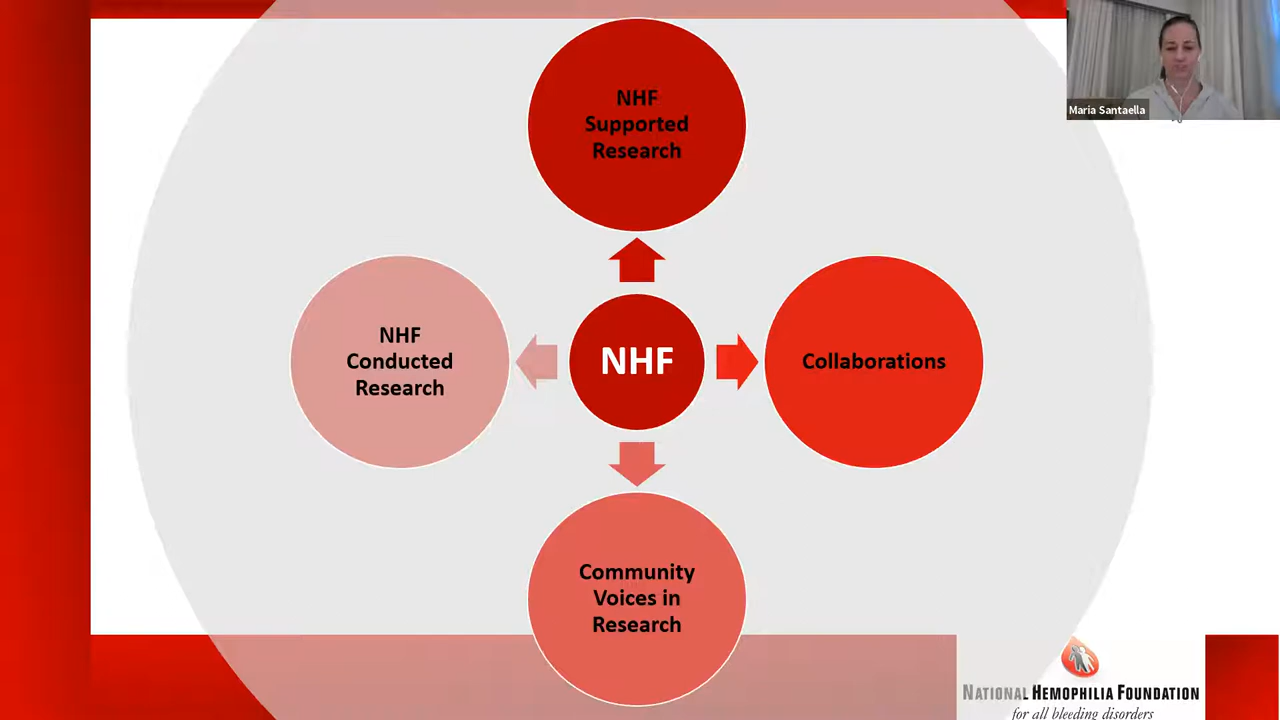 NHF
Supported
Research
Maria Santaella
NHF
Conducted
Research
NHF
Collaborations
Community
Voices in
Research
NATIONAL HEMOPHILIA FOUNDATION
for all bleeding disorders